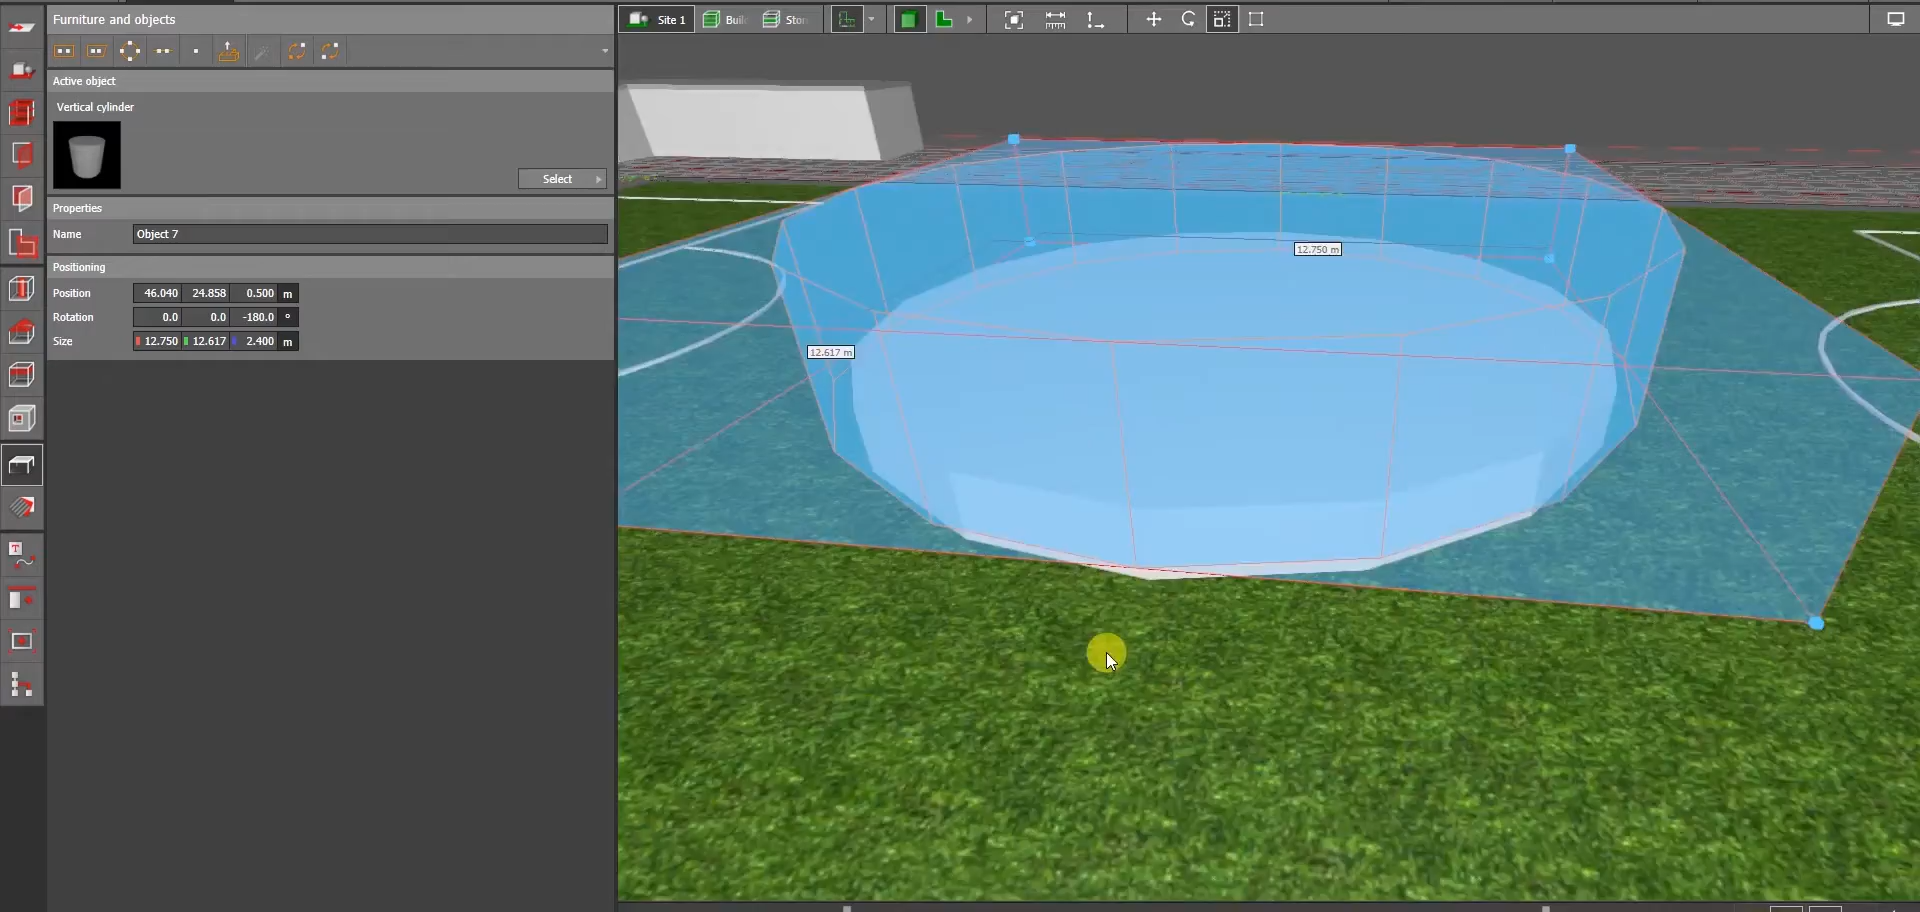 Furniture and objects
Site 1
Active object
Vertical cylinder
Select
Properties
Name Object 7
Positioning
Position 46.040 24.858 0.500 m
Rotation 0.0 0.0 -180.0 °
Size 12.750 12.617 2.400 m
12.750 m
12.617 m